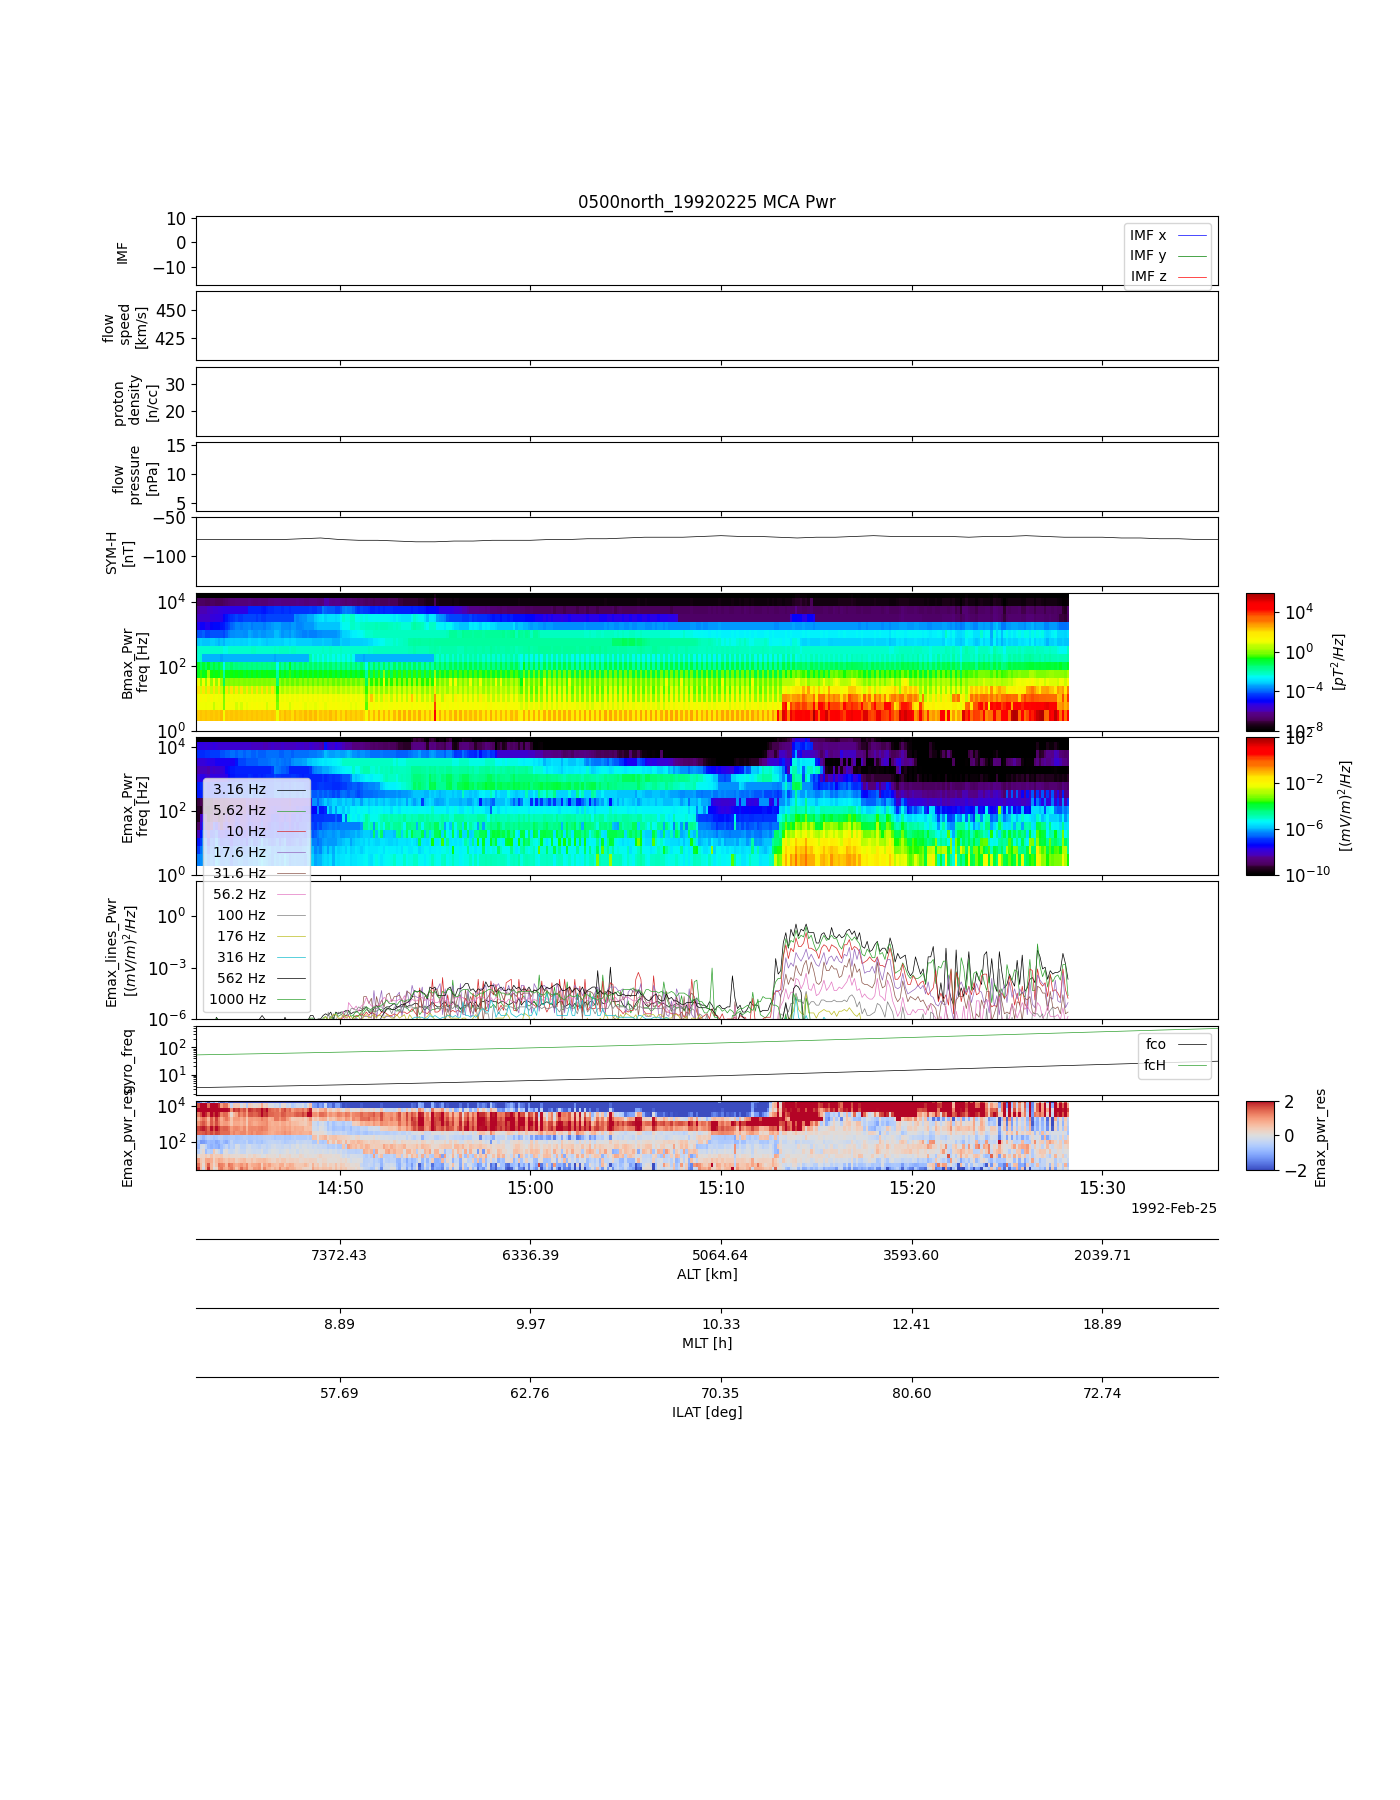 0500north_19920225 MCA Pwr
10
0
−10
IMF
IMF x
IMF y
IMF z
450
425
flow
speed
[km/s]
30
20
proton
density
[n/cc]
15
10
5
flow
pressure
[nPa]
−50
−100
SYM-H
[nT]
10⁴
10²
10⁰
Bmax_Pwr
freq [Hz]
10⁴
10⁰
10⁻⁴
10⁻⁸
[pT²/Hz]
10⁴
10²
10⁰
Emax_Pwr
freq [Hz]
10²
10⁻²
10⁻⁶
10⁻¹⁰
[(mV/m)²/Hz]
3.16 Hz
5.62 Hz
10 Hz
17.6 Hz
31.6 Hz
56.2 Hz
100 Hz
176 Hz
316 Hz
562 Hz
1000 Hz
10⁰
10⁻³
10⁻⁶
Emax_lines_Pwr
[(mV/m)²/Hz]
10²
10¹
gyro_freq
fco
fcH
10⁴
10²
Emax_pwr_res
2
0
−2
Emax_pwr_res
14:50 15:00 15:10 15:20 15:30
1992-Feb-25
7372.43 6336.39 5064.64 3593.60 2039.71
ALT [km]
8.89 9.97 10.33 12.41 18.89
MLT [h]
57.69 62.76 70.35 80.60 72.74
ILAT [deg]